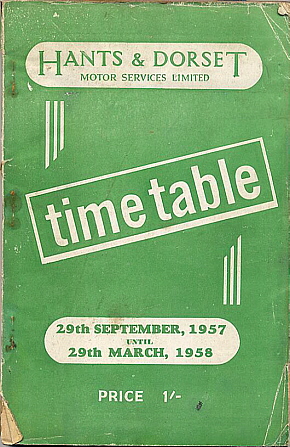 HANTS & DORSET
MOTOR SERVICES LIMITED
time table
29th SEPTEMBER, 1957
UNTIL
29th MARCH, 1958
PRICE 1/-